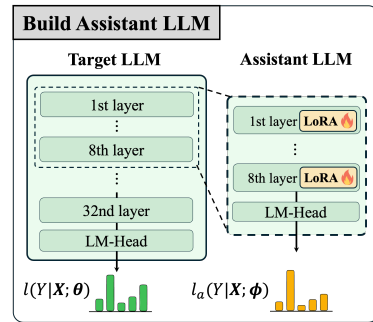 Build Assistant LLM
Target LLM
1st layer
⋮
8th layer
⋮
32nd layer
LM-Head
l(Y|X; θ)
Assistant LLM
1st layer LoRA
⋮
8th layer LoRA
LM-Head
lₐ(Y|X; ϕ)